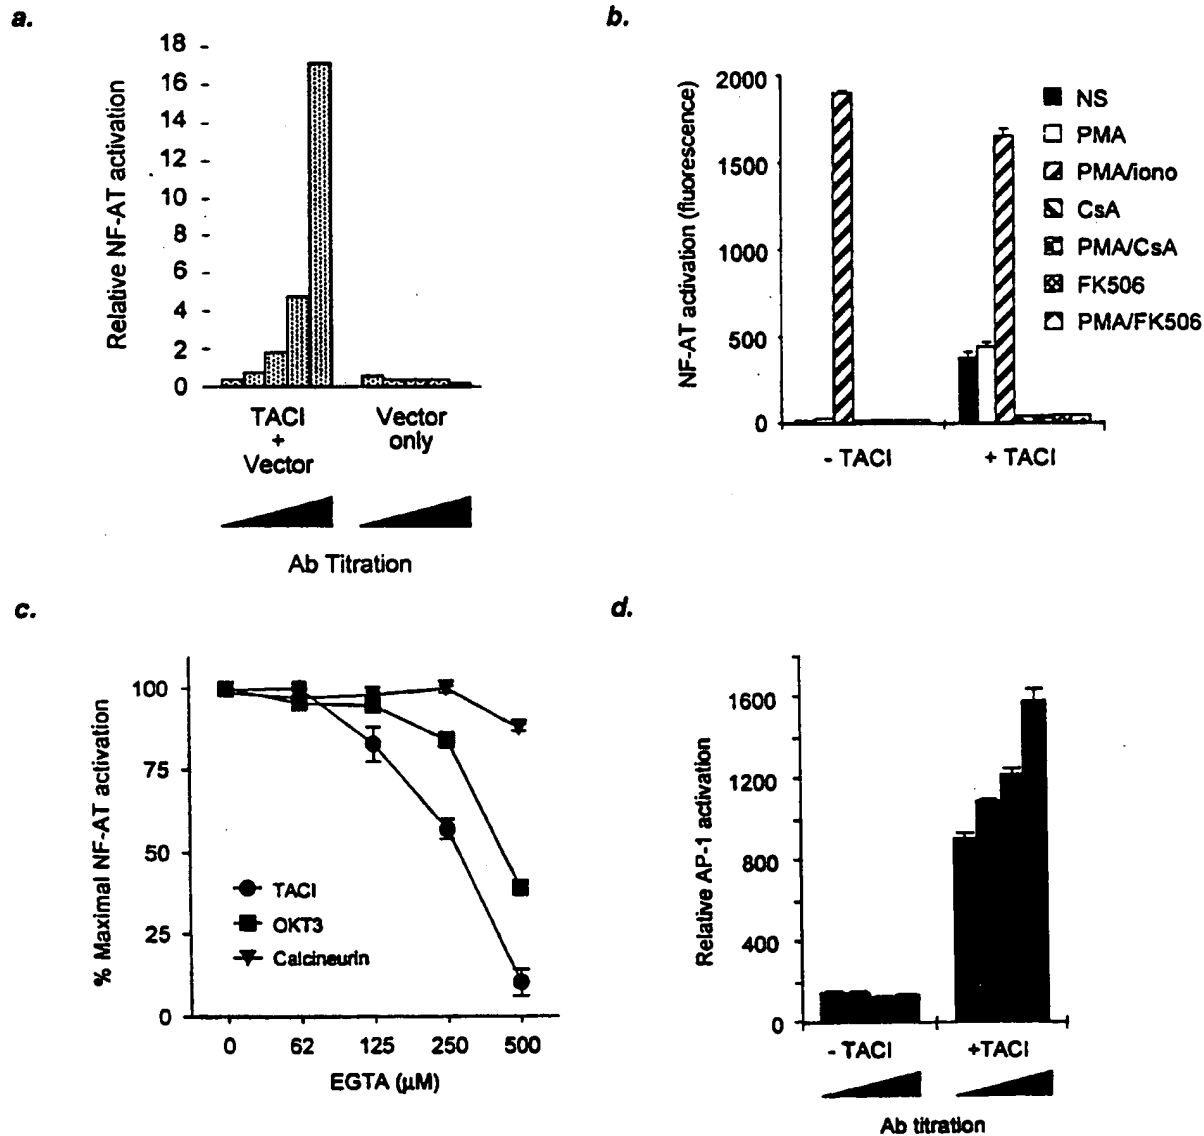 a.
Relative NF-AT activation
18
16
14
12
10
8
6
4
2
0
TACI
+
Vector
Vector
only
Ab Titration
b.
NF-AT activation (fluorescence)
2000
1500
1000
500
0
NS
PMA
PMA/iono
CsA
PMA/CsA
FK506
PMA/FK506
- TACI
+ TACI
c.
% Maximal NF-AT activation
100
75
50
25
0
TACI
OKT3
Calcineurin
0 62 125 250 500
EGTA (µM)
d.
Relative AP-1 activation
1600
1200
800
400
0
- TACI
+TACI
Ab titration